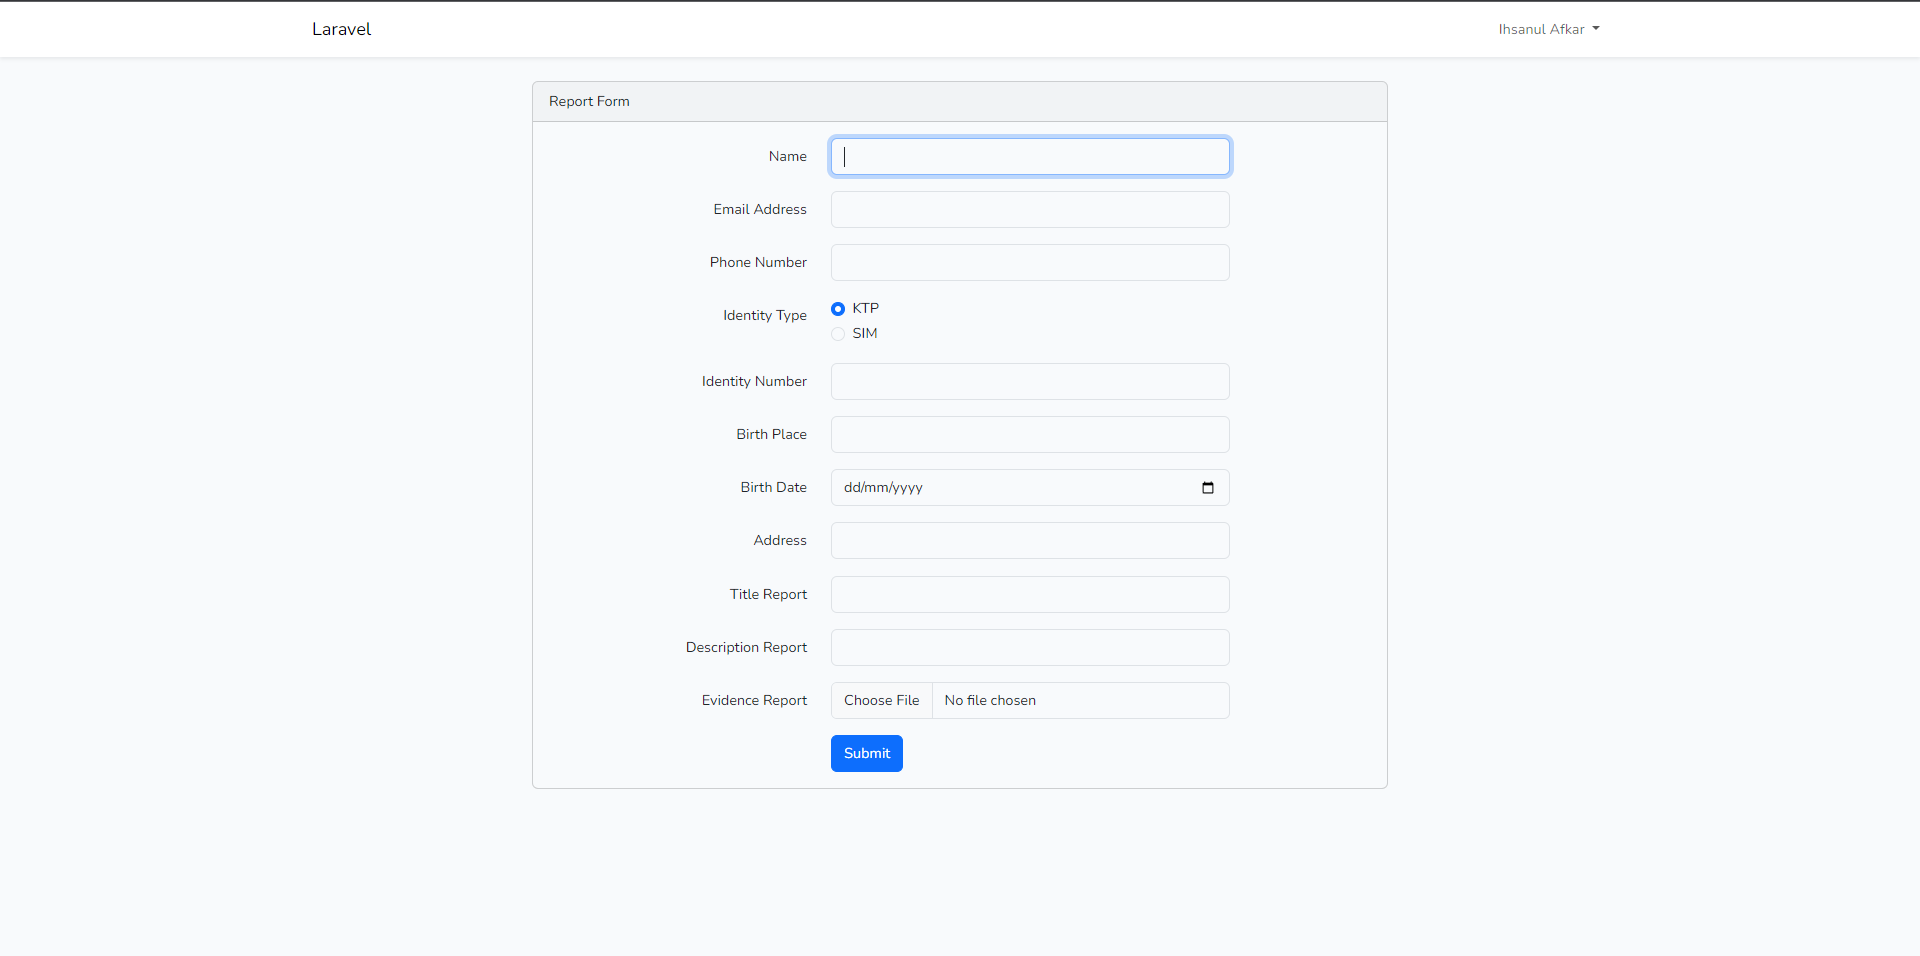 Laravel
Ihsanul Afkar
Report Form
Name
Email Address
Phone Number
Identity Type
KTP
SIM
Identity Number
Birth Place
Birth Date
dd/mm/yyyy
Address
Title Report
Description Report
Evidence Report
Choose File No file chosen
Submit